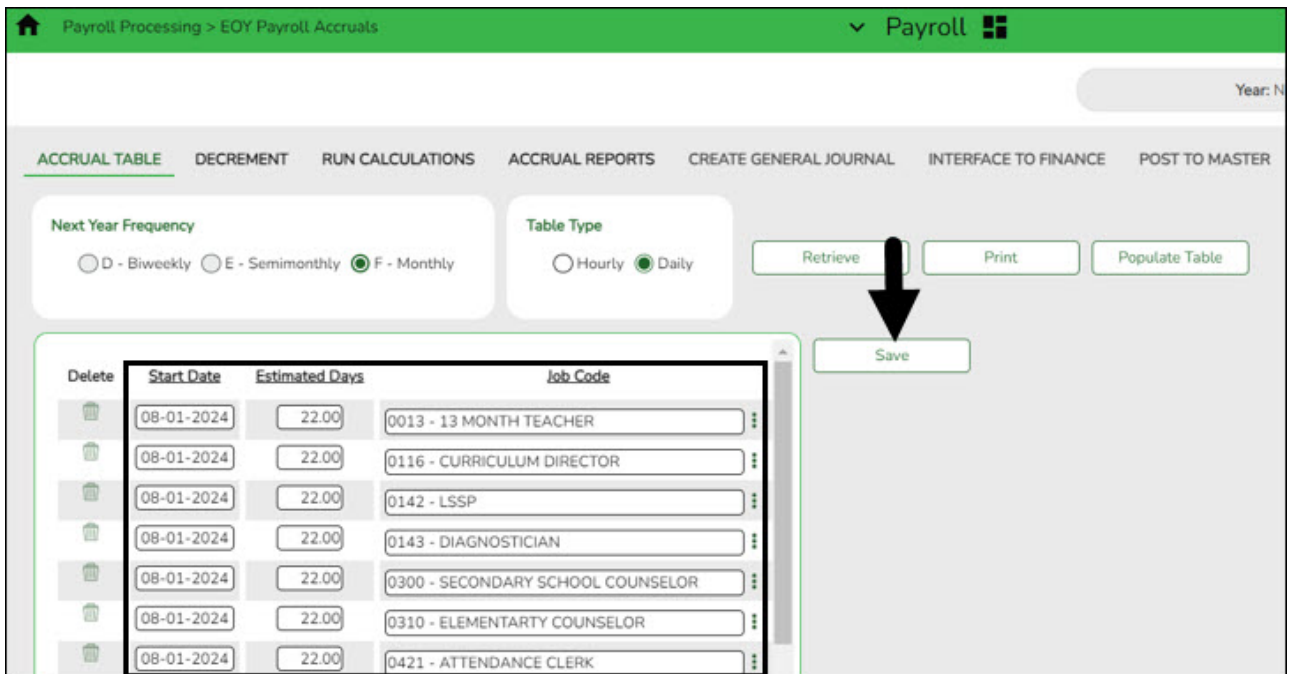 Payroll Processing > EOY Payroll Accruals
Payroll
Year: N
ACCRUAL TABLE DECREMENT RUN CALCULATIONS ACCRUAL REPORTS CREATE GENERAL JOURNAL INTERFACE TO FINANCE POST TO MASTER
Next Year Frequency
D - Biweekly E - Semimonthly F - Monthly
Table Type
Hourly Daily
Retrieve Print Populate Table
Save
Delete Start Date Estimated Days Job Code
08-01-2024 22.00 0013 - 13 MONTH TEACHER
08-01-2024 22.00 0116 - CURRICULUM DIRECTOR
08-01-2024 22.00 0142 - LSSP
08-01-2024 22.00 0143 - DIAGNOSTICIAN
08-01-2024 22.00 0300 - SECONDARY SCHOOL COUNSELOR
08-01-2024 22.00 0310 - ELEMENTARTY COUNSELOR
08-01-2024 22.00 0421 - ATTENDANCE CLERK